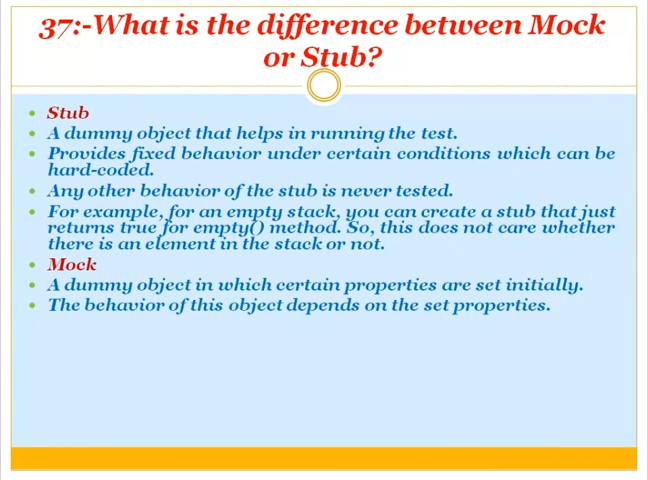 37:-What is the difference between Mock
or Stub?
Stub
A dummy object that helps in running the test.
Provides fixed behavior under certain conditions which can be
hard-coded.
Any other behavior of the stub is never tested.
For example, for an empty stack, you can create a stub that just
returns true for empty() method. So, this does not care whether
there is an element in the stack or not.
Mock
A dummy object in which certain properties are set initially.
The behavior of this object depends on the set properties.